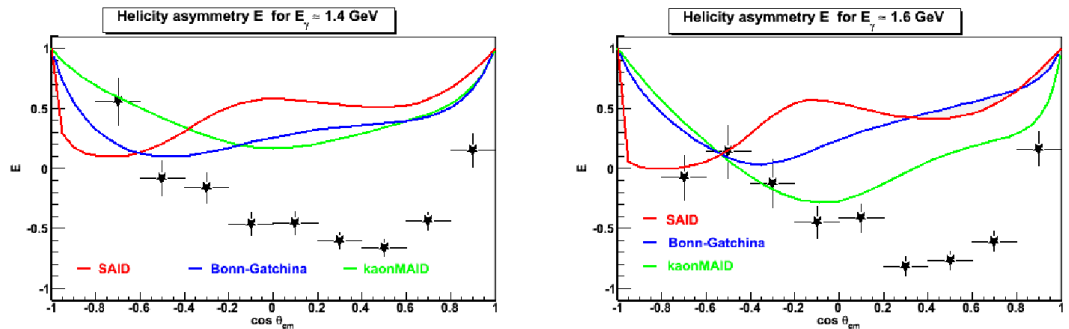 Helicity asymmetry E for Eγ ≃ 1.4 GeV
E
1
0.5
0
-0.5
-1
SAID
Bonn-Gatchina
kaonMAID
-1 -0.8 -0.6 -0.4 -0.2 0 0.2 0.4 0.6 0.8 1
cos θcm
Helicity asymmetry E for Eγ ≃ 1.6 GeV
E
1
0.5
0
-0.5
-1
SAID
Bonn-Gatchina
kaonMAID
-1 -0.8 -0.6 -0.4 -0.2 0 0.2 0.4 0.6 0.8 1
cos θcm